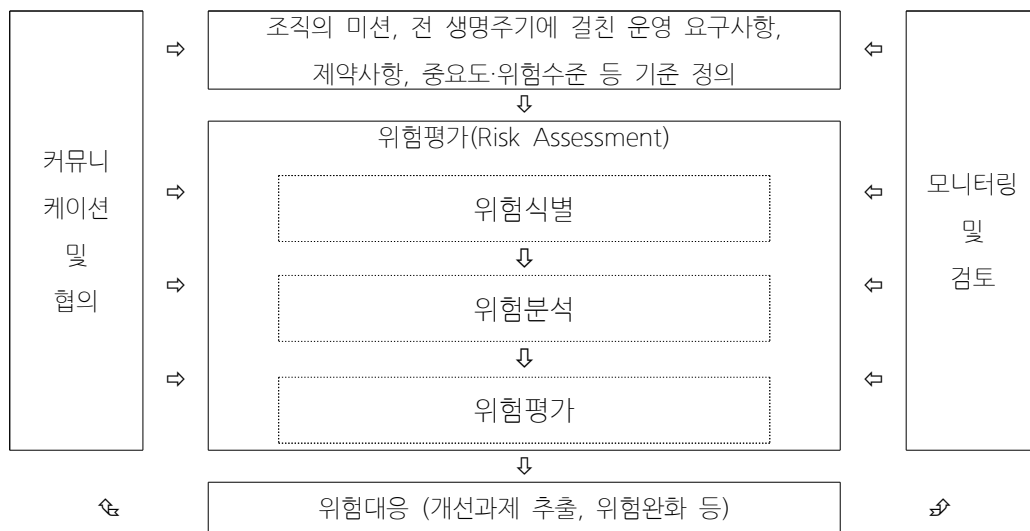 조직의 미션, 전 생명주기에 걸친 운영 요구사항,
제약사항, 중요도·위험수준 등 기준 정의
커뮤니
케이션
및
협의
위험평가(Risk Assessment)
위험식별
위험분석
위험평가
모니터링
및
검토
위험대응 (개선과제 추출, 위험완화 등)